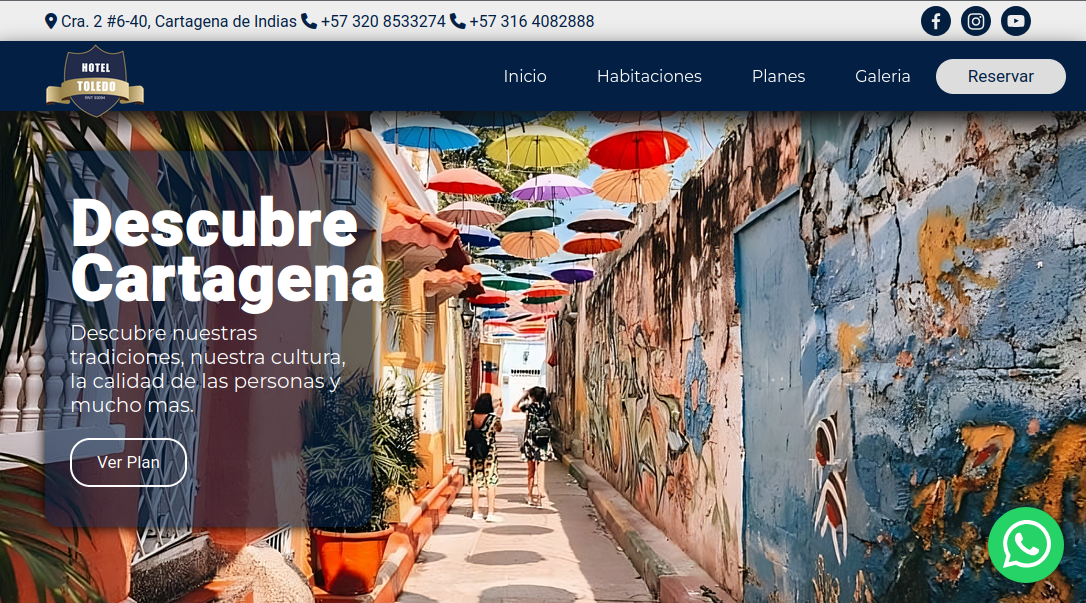 Cra. 2 #6-40, Cartagena de Indias +57 320 8533274 +57 316 4082888
HOTEL
TOLEDO
Inicio Habitaciones Planes Galeria Reservar
Descubre
Cartagena
Descubre nuestras
tradiciones, nuestra cultura,
la calidad de las personas y
mucho mas.
Ver Plan